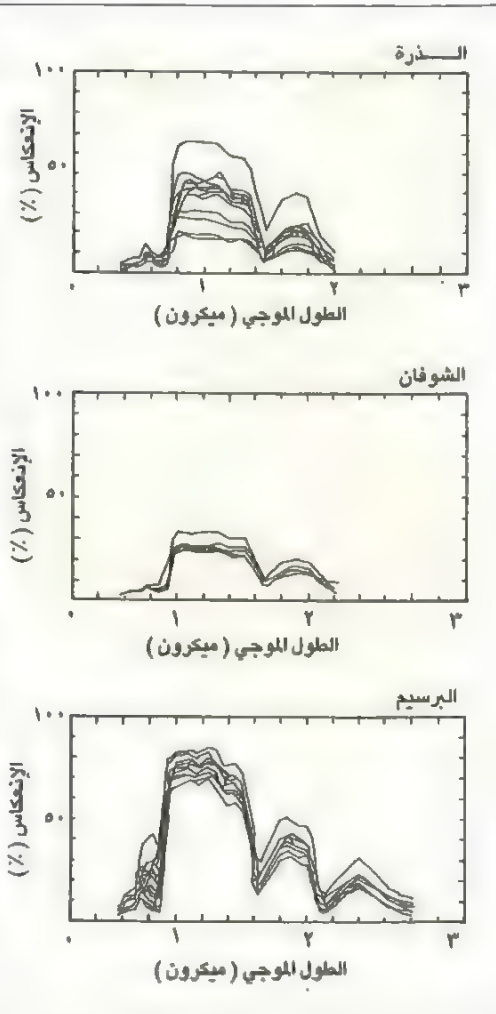 الـــــذرة
١٠٠
الإنعكاس (٪)
٥٠
٠ ١ ٢ ٣
الطول الموجي (ميكرون)
الشوفان
١٠٠
الإنعكاس (٪)
٥٠
٠ ١ ٢ ٣
الطول الموجي (ميكرون)
البرسيم
١٠٠
الإنعكاس (٪)
٥٠
٠ ١ ٢ ٣
الطول الموجي (ميكرون)